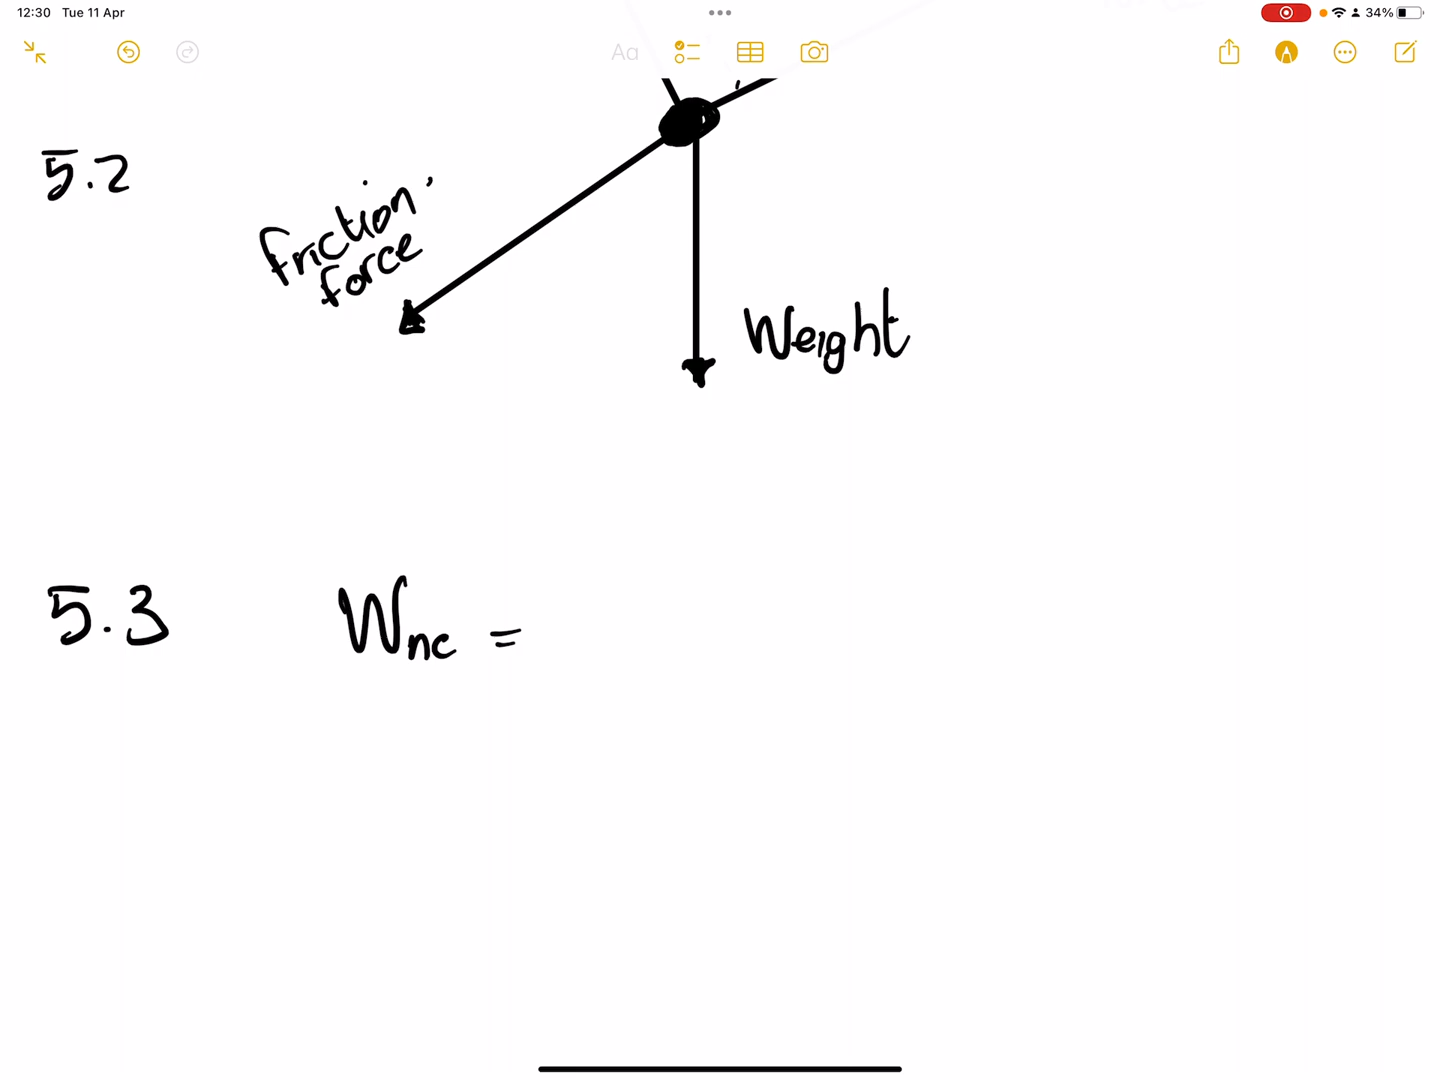 12:30 Tue 11 Apr
34%
Aa
5.2
friction
force
Weight
5.3 Wnc =